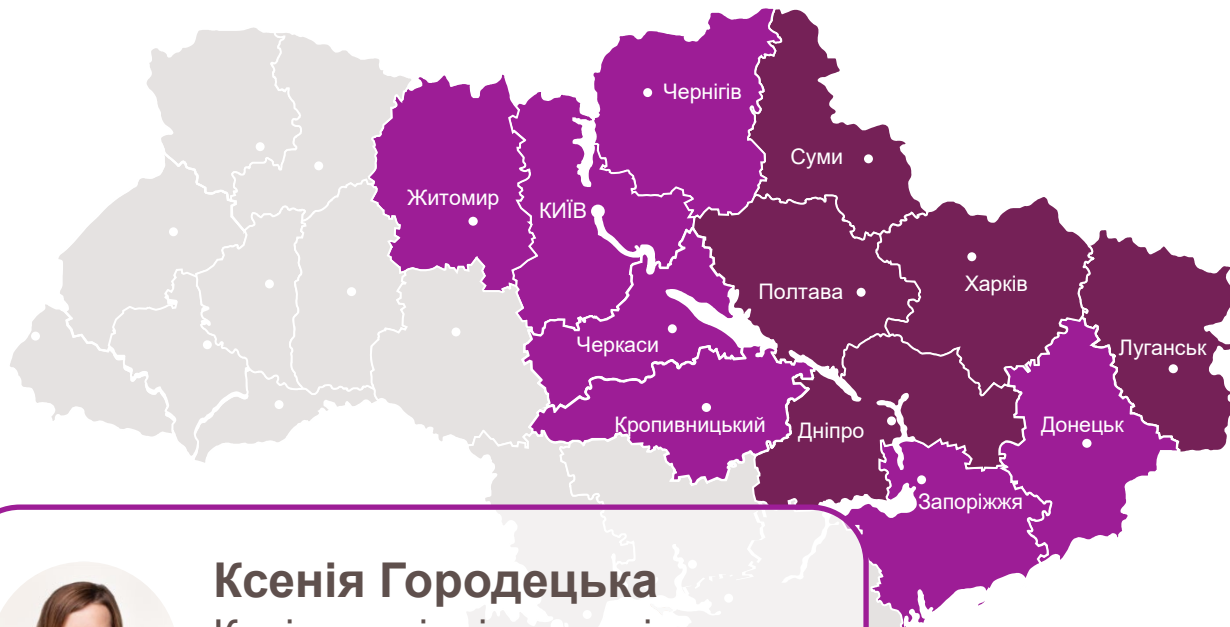 Чернігів
Суми
Житомир
КИЇВ
Харків
Полтава
Черкаси
Луганськ
Кропивницький
Дніпро
Донецьк
Запоріжжя
Ксенія Городецька